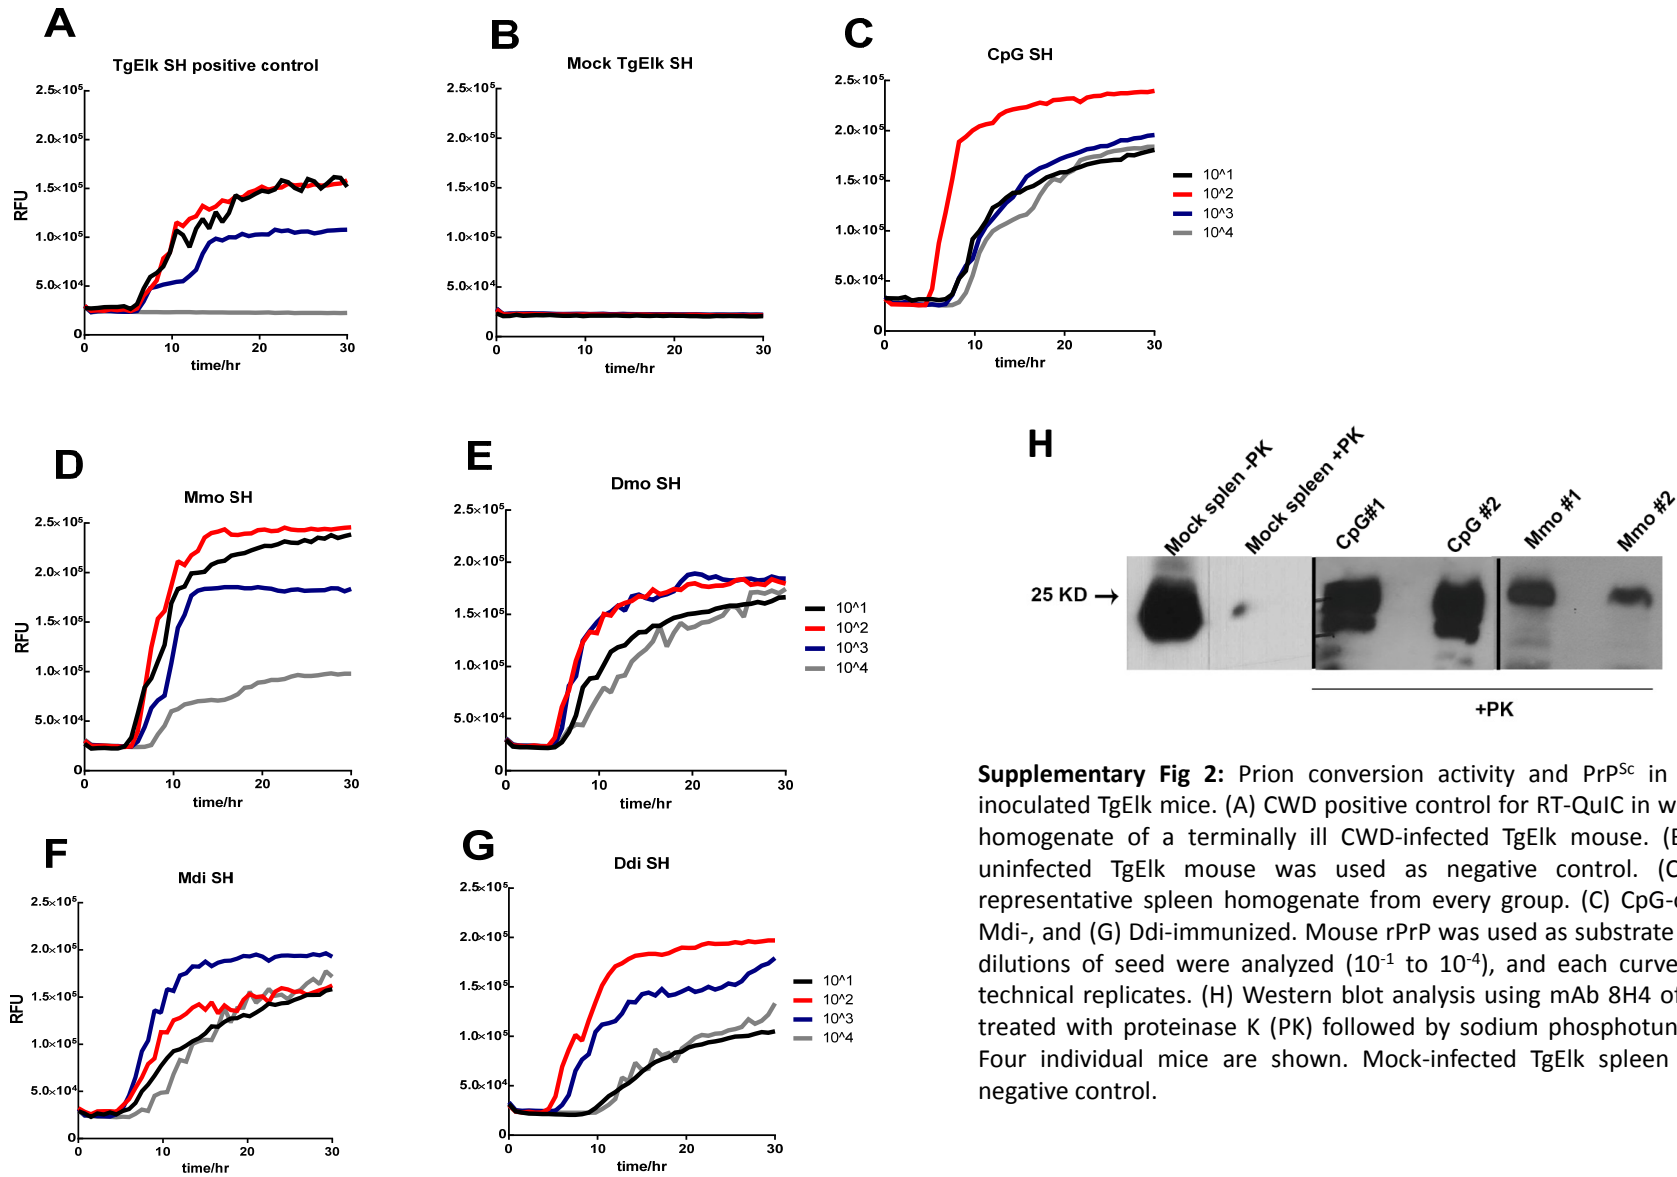 A
TgElk SH positive control
2.5×10⁵
2.0×10⁵
1.5×10⁵
1.0×10⁵
5.0×10⁴
0
RFU
0 10 20 30
time/hr
B
Mock TgElk SH
2.5×10⁵
2.0×10⁵
1.5×10⁵
1.0×10⁵
5.0×10⁴
0
0 10 20 30
time/hr
C
CpG SH
2.5×10⁵
2.0×10⁵
1.5×10⁵
1.0×10⁵
5.0×10⁴
0
0 10 20 30
time/hr
10^1
10^2
10^3
10^4
D
Mmo SH
2.5×10⁵
2.0×10⁵
1.5×10⁵
1.0×10⁵
5.0×10⁴
0
RFU
0 10 20 30
time/hr
E
Dmo SH
2.5×10⁵
2.0×10⁵
1.5×10⁵
1.0×10⁵
5.0×10⁴
0
0 10 20 30
time/hr
10^1
10^2
10^3
10^4
F
Mdi SH
2.5×10⁵
2.0×10⁵
1.5×10⁵
1.0×10⁵
5.0×10⁴
0
RFU
0 10 20 30
time/hr
G
Ddi SH
2.5×10⁵
2.0×10⁵
1.5×10⁵
1.0×10⁵
5.0×10⁴
0
0 10 20 30
time/hr
10^1
10^2
10^3
10^4
H
Mock splen -PK
Mock spleen +PK
CpG#1
CpG #2
Mmo #1
Mmo #2
25 KD →
+PK
Supplementary Fig 2: Prion conversion activity and PrPSc in
inoculated TgElk mice. (A) CWD positive control for RT-QuIC in w
homogenate of a terminally ill CWD-infected TgElk mouse. (B
uninfected TgElk mouse was used as negative control. (C
representative spleen homogenate from every group. (C) CpG-c
Mdi-, and (G) Ddi-immunized. Mouse rPrP was used as substrate
dilutions of seed were analyzed (10⁻¹ to 10⁻⁴), and each curve
technical replicates. (H) Western blot analysis using mAb 8H4 of
treated with proteinase K (PK) followed by sodium phosphotun
Four individual mice are shown. Mock-infected TgElk spleen
negative control.